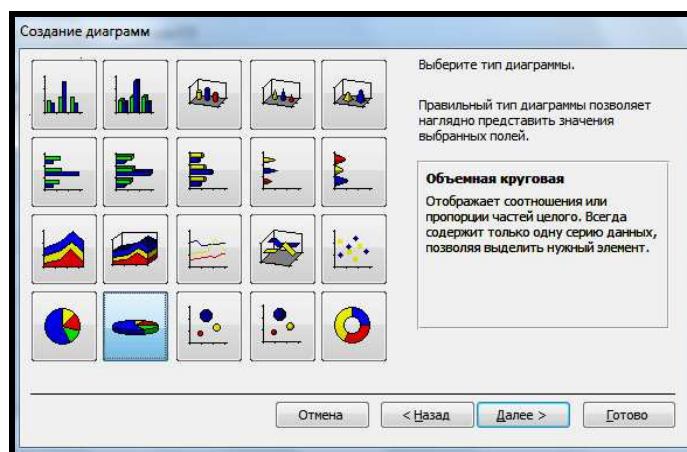 Создание диаграмм
Выберите тип диаграммы.
Правильный тип диаграммы позволяет
наглядно представить значения
выбранных полей.
Объемная круговая
Отображает соотношения или
пропорции частей целого. Всегда
содержит только одну серию данных,
позволяя выделить нужный элемент.
Отмена
< Назад
Далее >
Готово